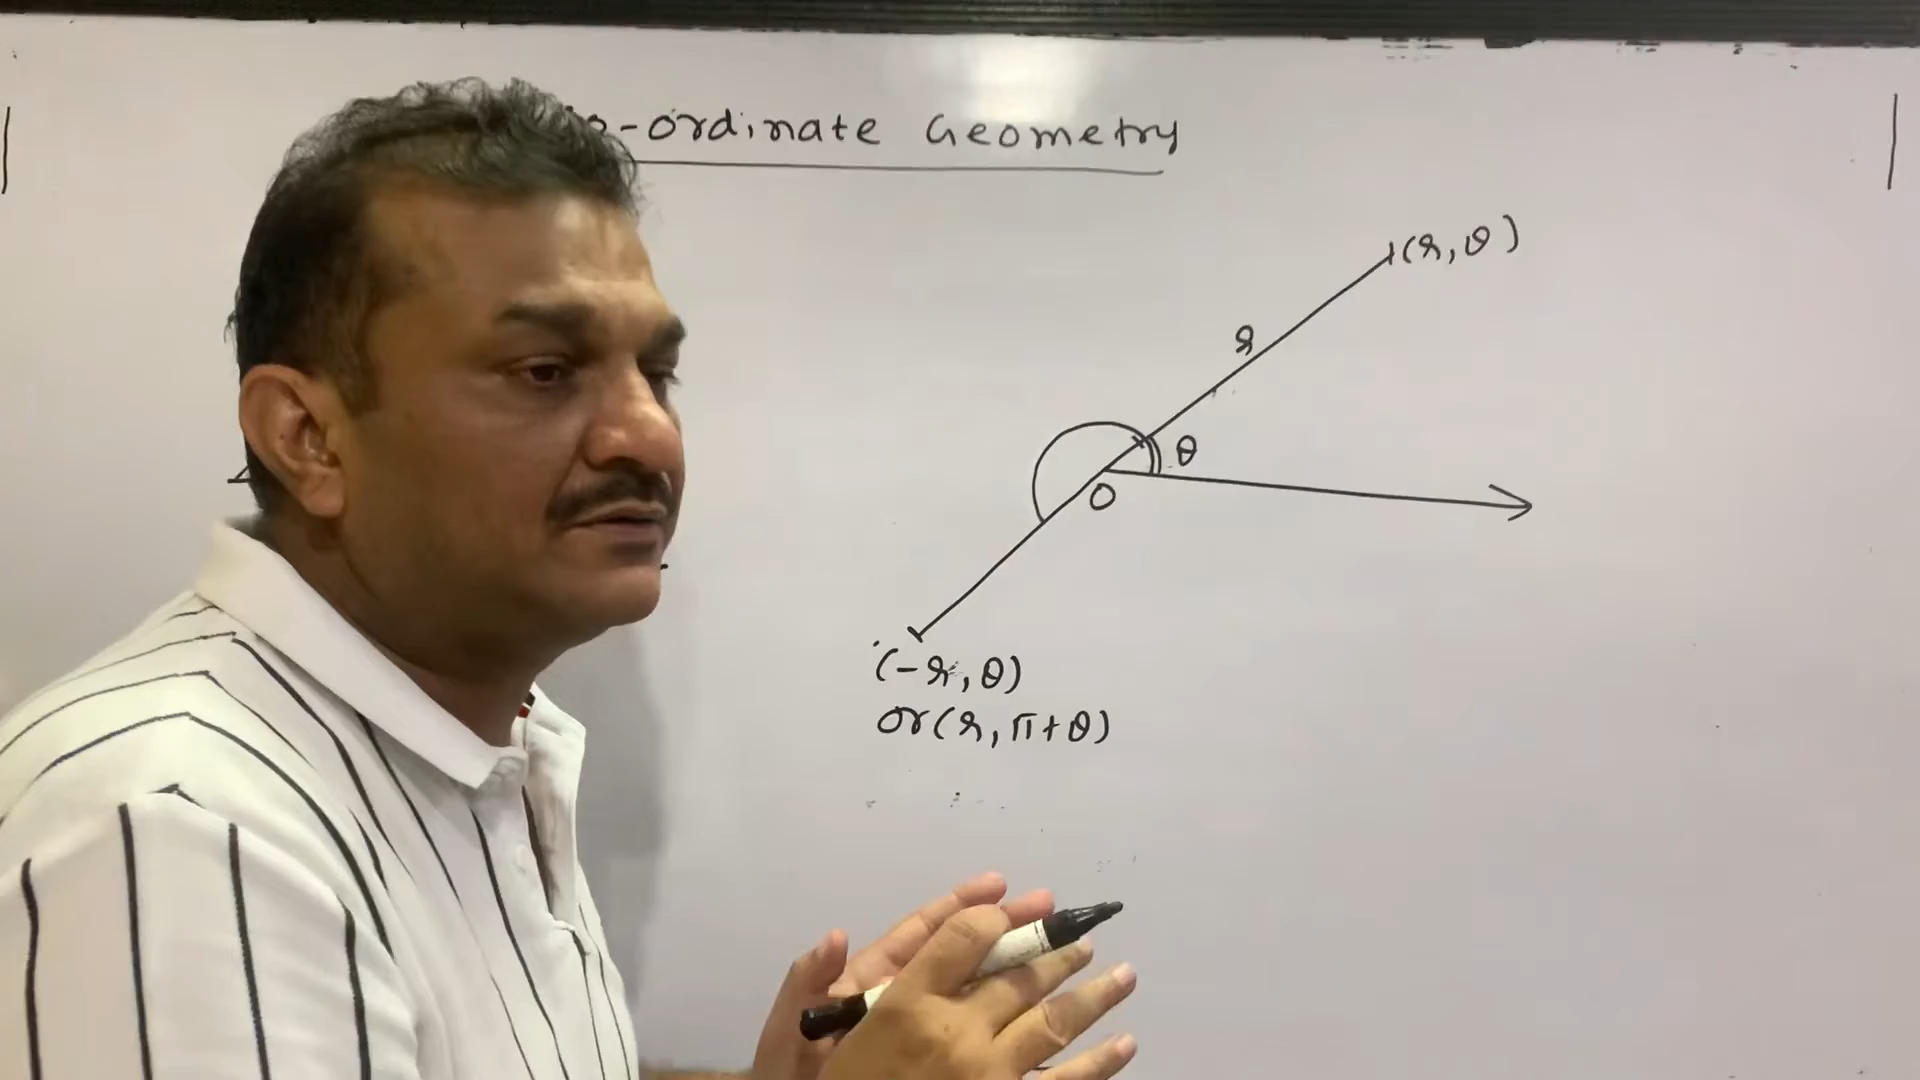 o-ordinate Geometry
(r, θ)
r
θ
O
(-r, θ)
or (r, π+θ)